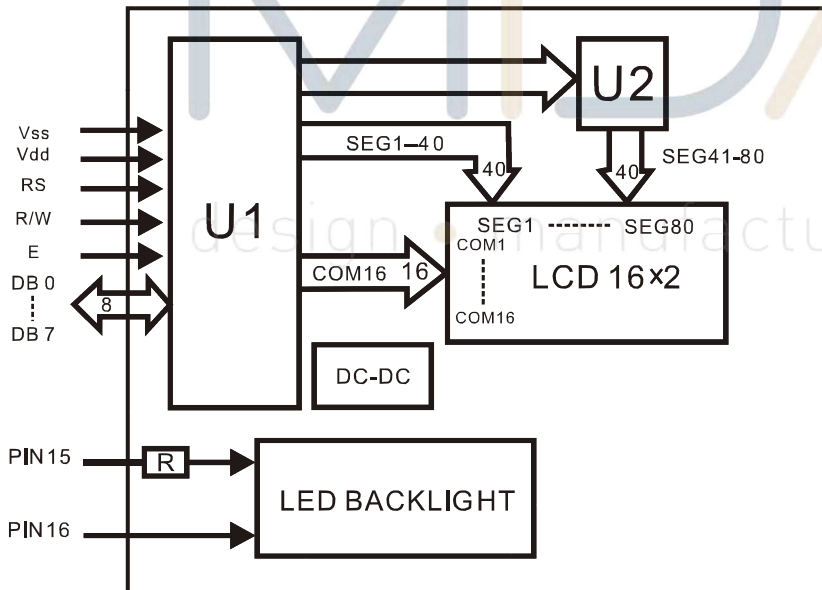 U2
Vss
Vdd
RS
R/W
E
DB 0
DB 7
8
U1
SEG1–40
40
40
SEG41-80
SEG1 SEG80
COM1
COM16
LCD 16×2
COM16 16
DC-DC
PIN15
R
PIN16
LED BACKLIGHT
design • manufactu